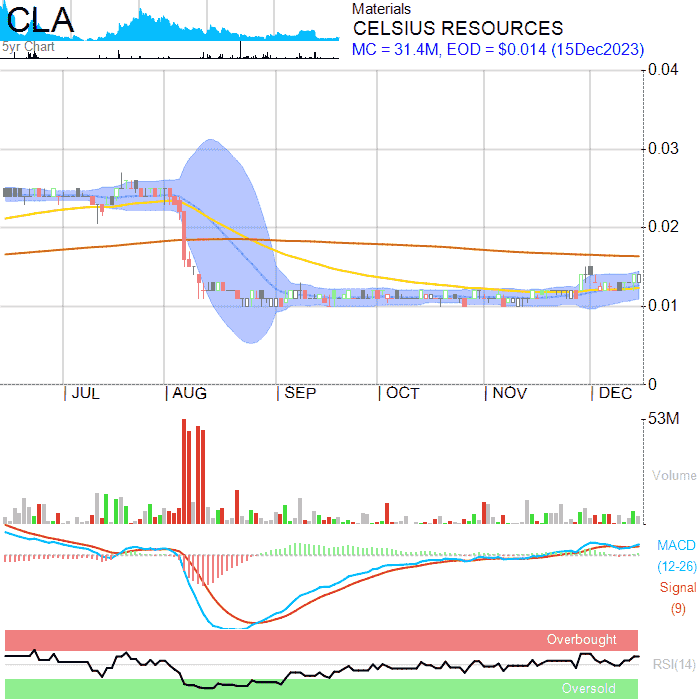 CLA
5yr Chart
Materials
CELSIUS RESOURCES
MC = 31.4M, EOD = $0.014 (15Dec2023)
0.04
0.03
0.02
0.01
0
JUL AUG SEP OCT NOV DEC
53M
Volume
MACD
(12-26)
Signal
(9)
Overbought
RSI(14)
Oversold